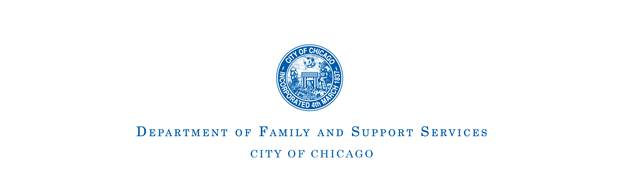 CITY OF CHICAGO
INCORPORATED 4th MARCH 1837
DEPARTMENT OF FAMILY AND SUPPORT SERVICES
CITY OF CHICAGO